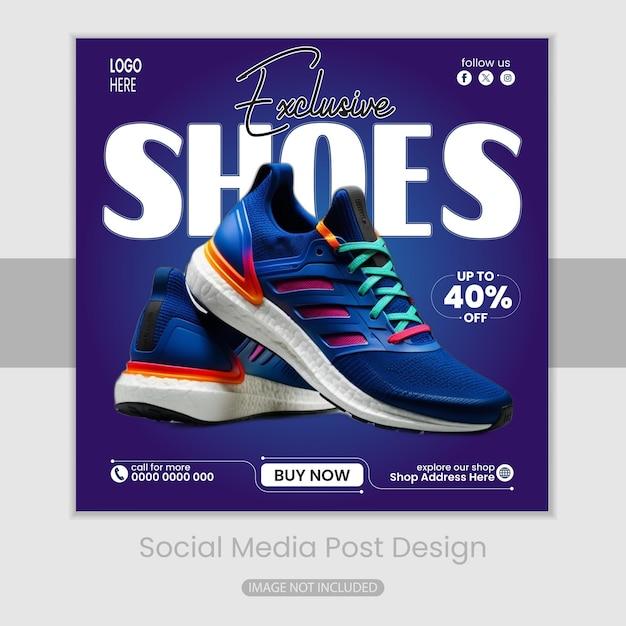 LOGO
HERE
follow us
Exclusive
SHOES
UP TO
40%
OFF
call for more
0000 0000 000
BUY NOW
explore our shop
Shop Address Here
Social Media Post Design
IMAGE NOT INCLUDED